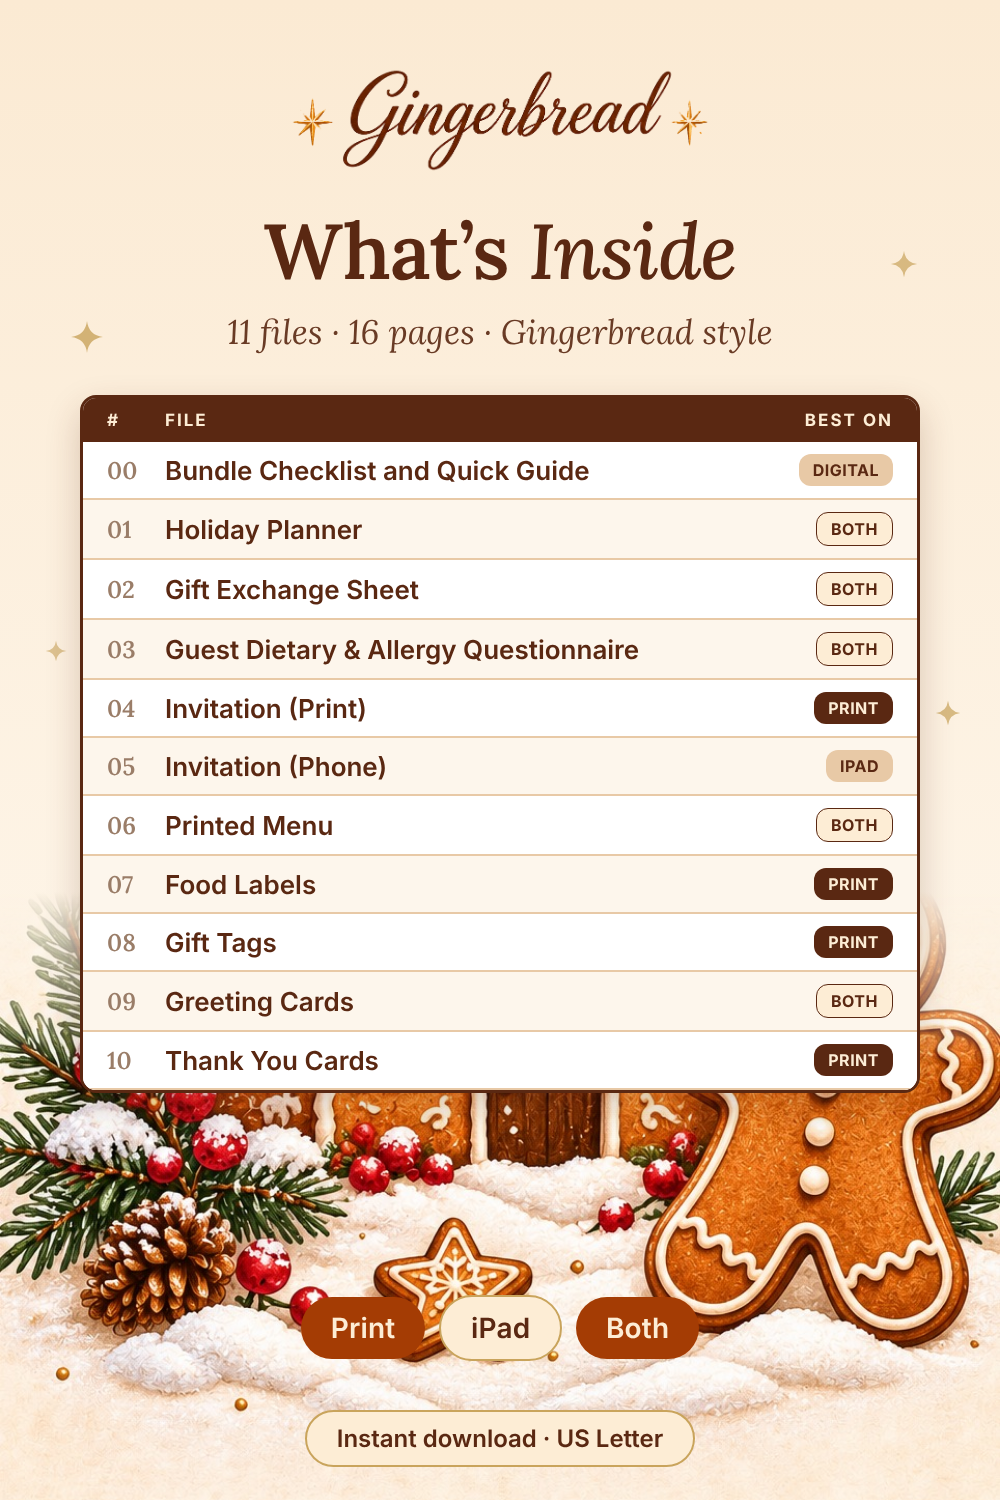 Gingerbread
What's Inside
11 files · 16 pages · Gingerbread style
# FILE BEST ON
00 Bundle Checklist and Quick Guide DIGITAL
01 Holiday Planner BOTH
02 Gift Exchange Sheet BOTH
03 Guest Dietary & Allergy Questionnaire BOTH
04 Invitation (Print) PRINT
05 Invitation (Phone) IPAD
06 Printed Menu BOTH
07 Food Labels PRINT
08 Gift Tags PRINT
09 Greeting Cards BOTH
10 Thank You Cards PRINT
Print iPad Both
Instant download · US Letter